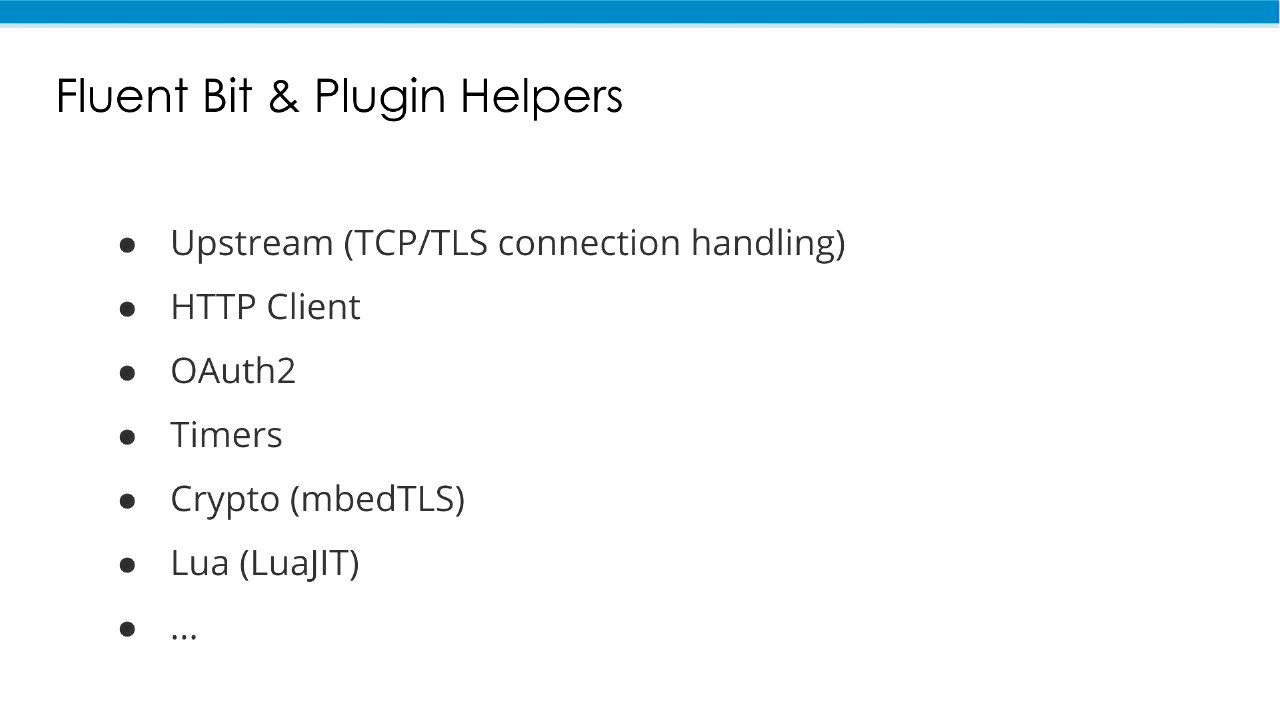 Fluent Bit & Plugin Helpers
● Upstream (TCP/TLS connection handling)
● HTTP Client
● OAuth2
● Timers
● Crypto (mbedTLS)
● Lua (LuaJIT)
● ...